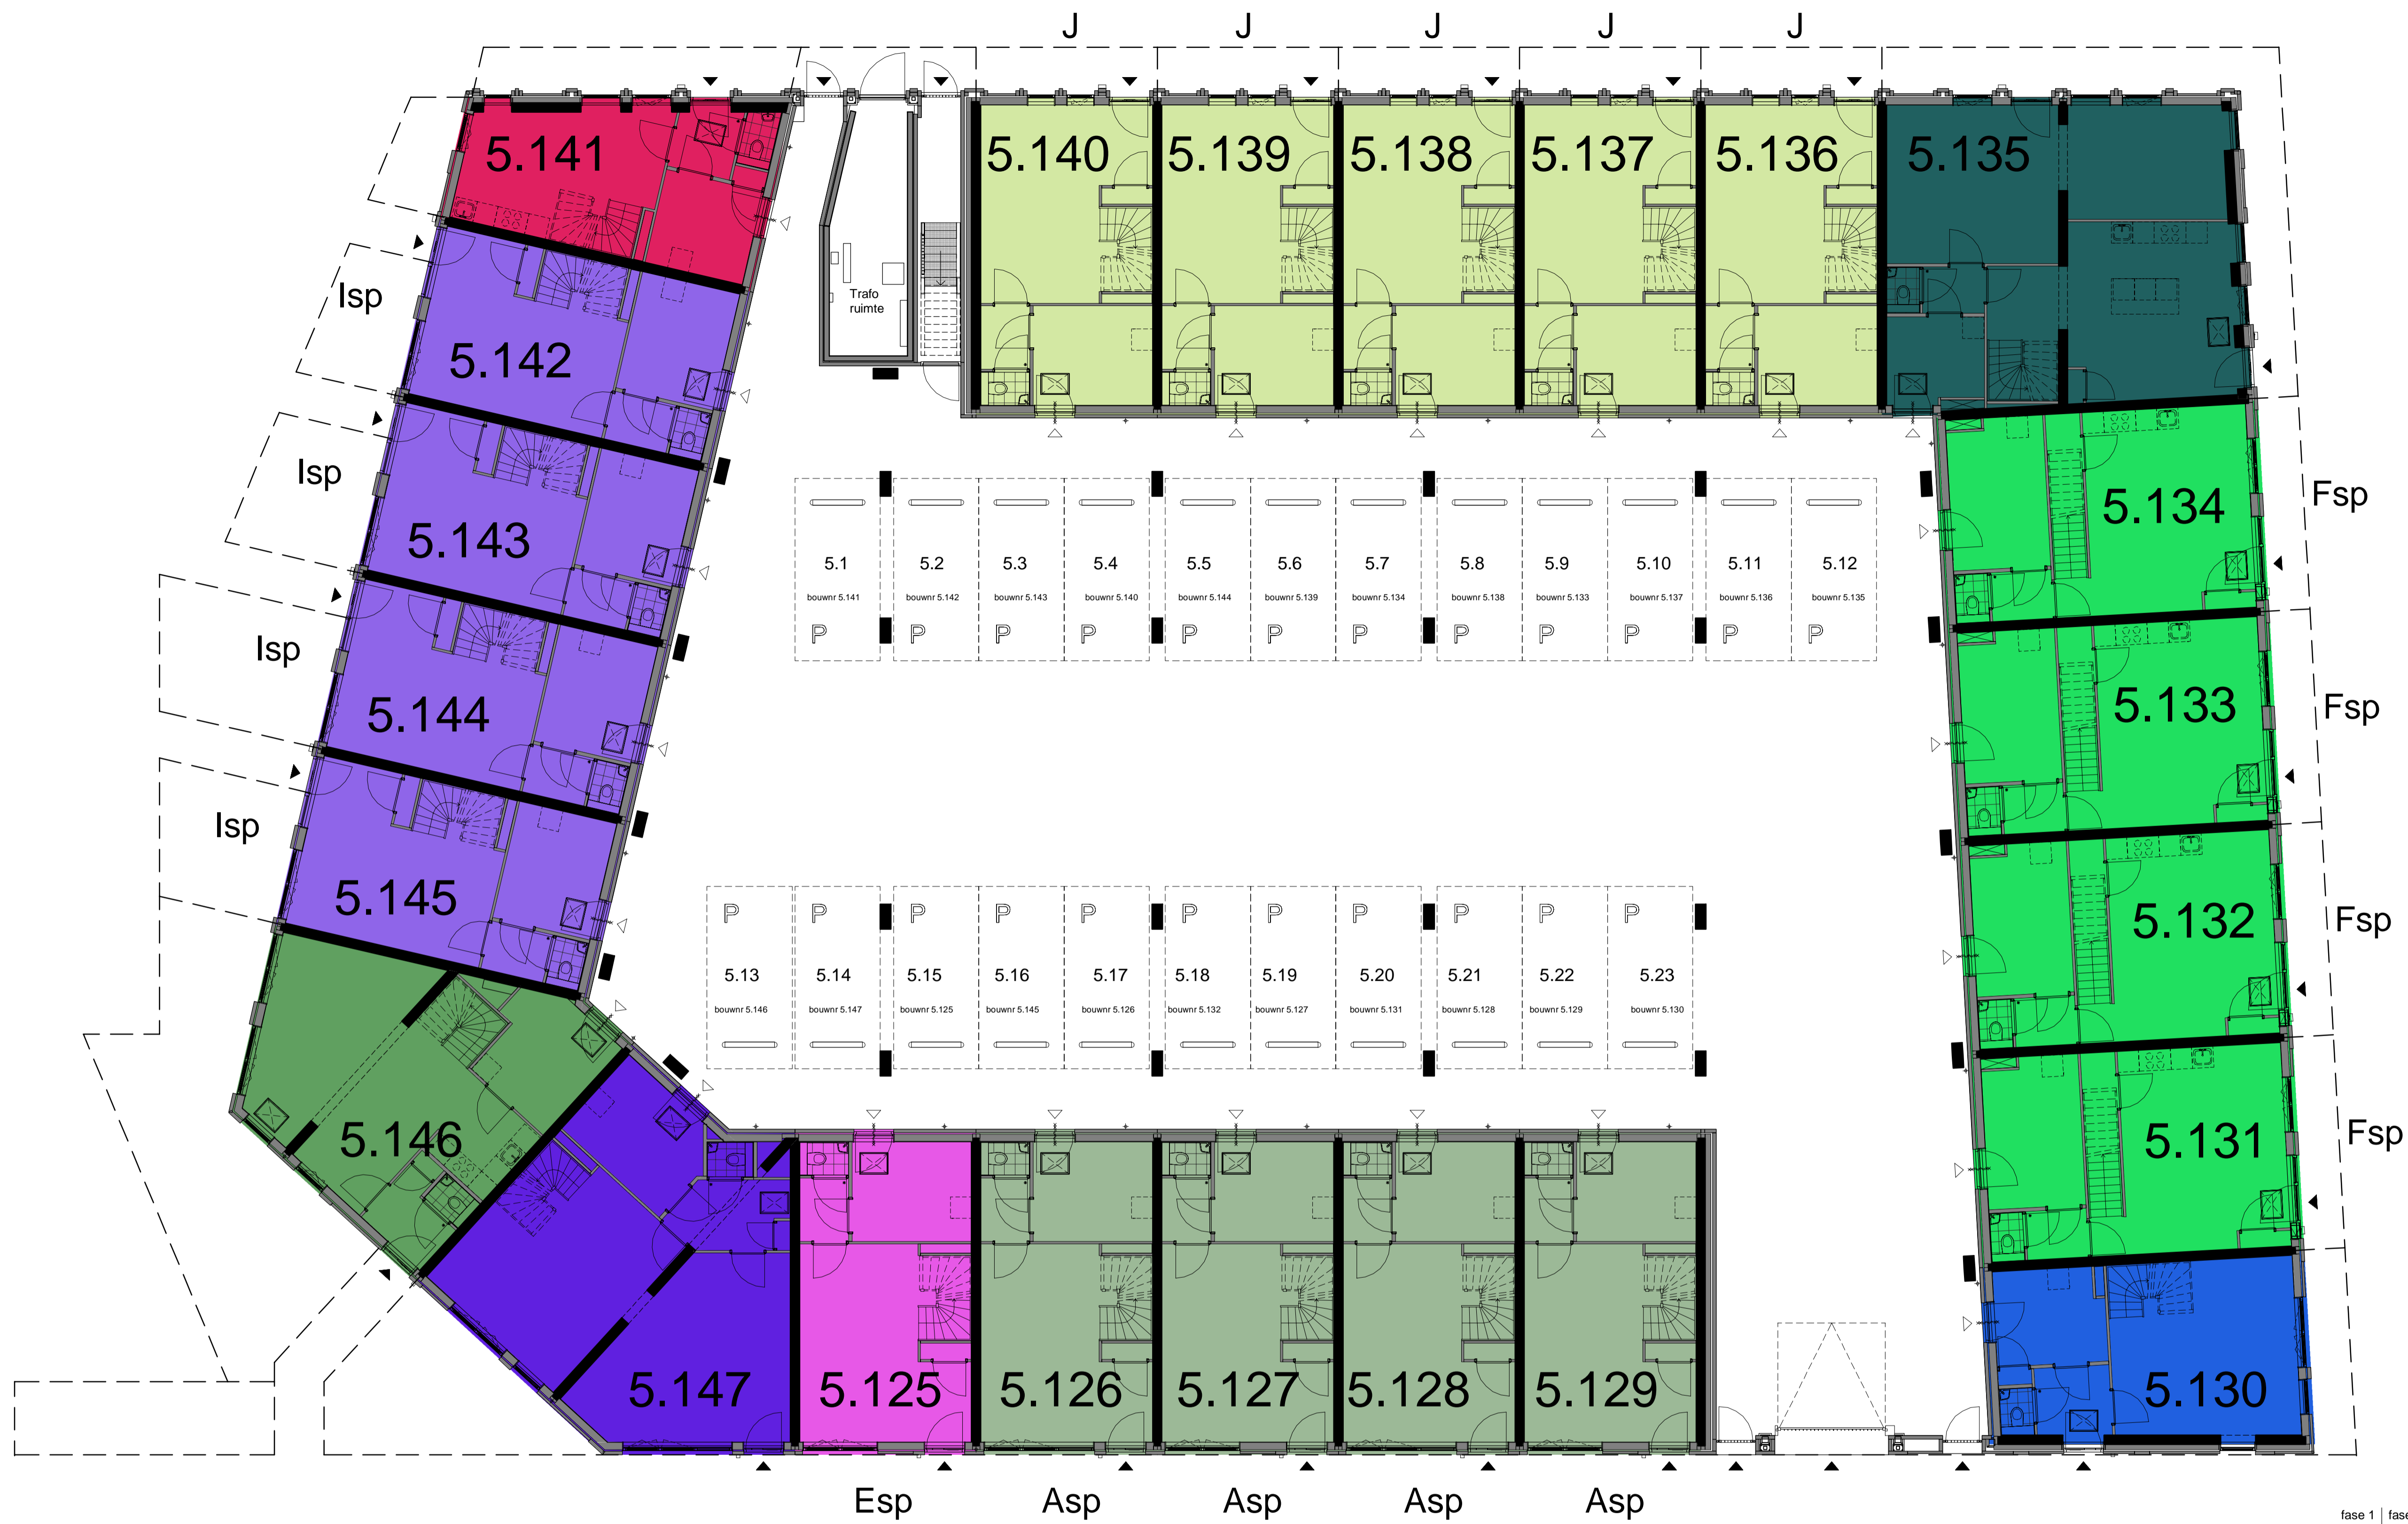 J J J J J
5.141 5.140 5.139 5.138 5.137 5.136 5.135
Isp
Trafo
ruimte
5.142
Isp
5.134 Fsp
5.143
5.1 5.2 5.3 5.4 5.5 5.6 5.7 5.8 5.9 5.10 5.11 5.12
bouwnr 5.141 bouwnr 5.142 bouwnr 5.143 bouwnr 5.140 bouwnr 5.144 bouwnr 5.139 bouwnr 5.134 bouwnr 5.138 bouwnr 5.133 bouwnr 5.137 bouwnr 5.136 bouwnr 5.135
P P P P P P P P P P P P
Isp
5.144
5.133 Fsp
Isp
5.145
P P P P P P P P P P P
5.132 Fsp
5.13 5.14 5.15 5.16 5.17 5.18 5.19 5.20 5.21 5.22 5.23
bouwnr 5.146 bouwnr 5.147 bouwnr 5.125 bouwnr 5.145 bouwnr 5.126 bouwnr 5.132 bouwnr 5.127 bouwnr 5.131 bouwnr 5.128 bouwnr 5.129 bouwnr 5.130
5.146
5.131 Fsp
5.147 5.125 5.126 5.127 5.128 5.129 5.130
Esp Asp Asp Asp Asp
fase 1